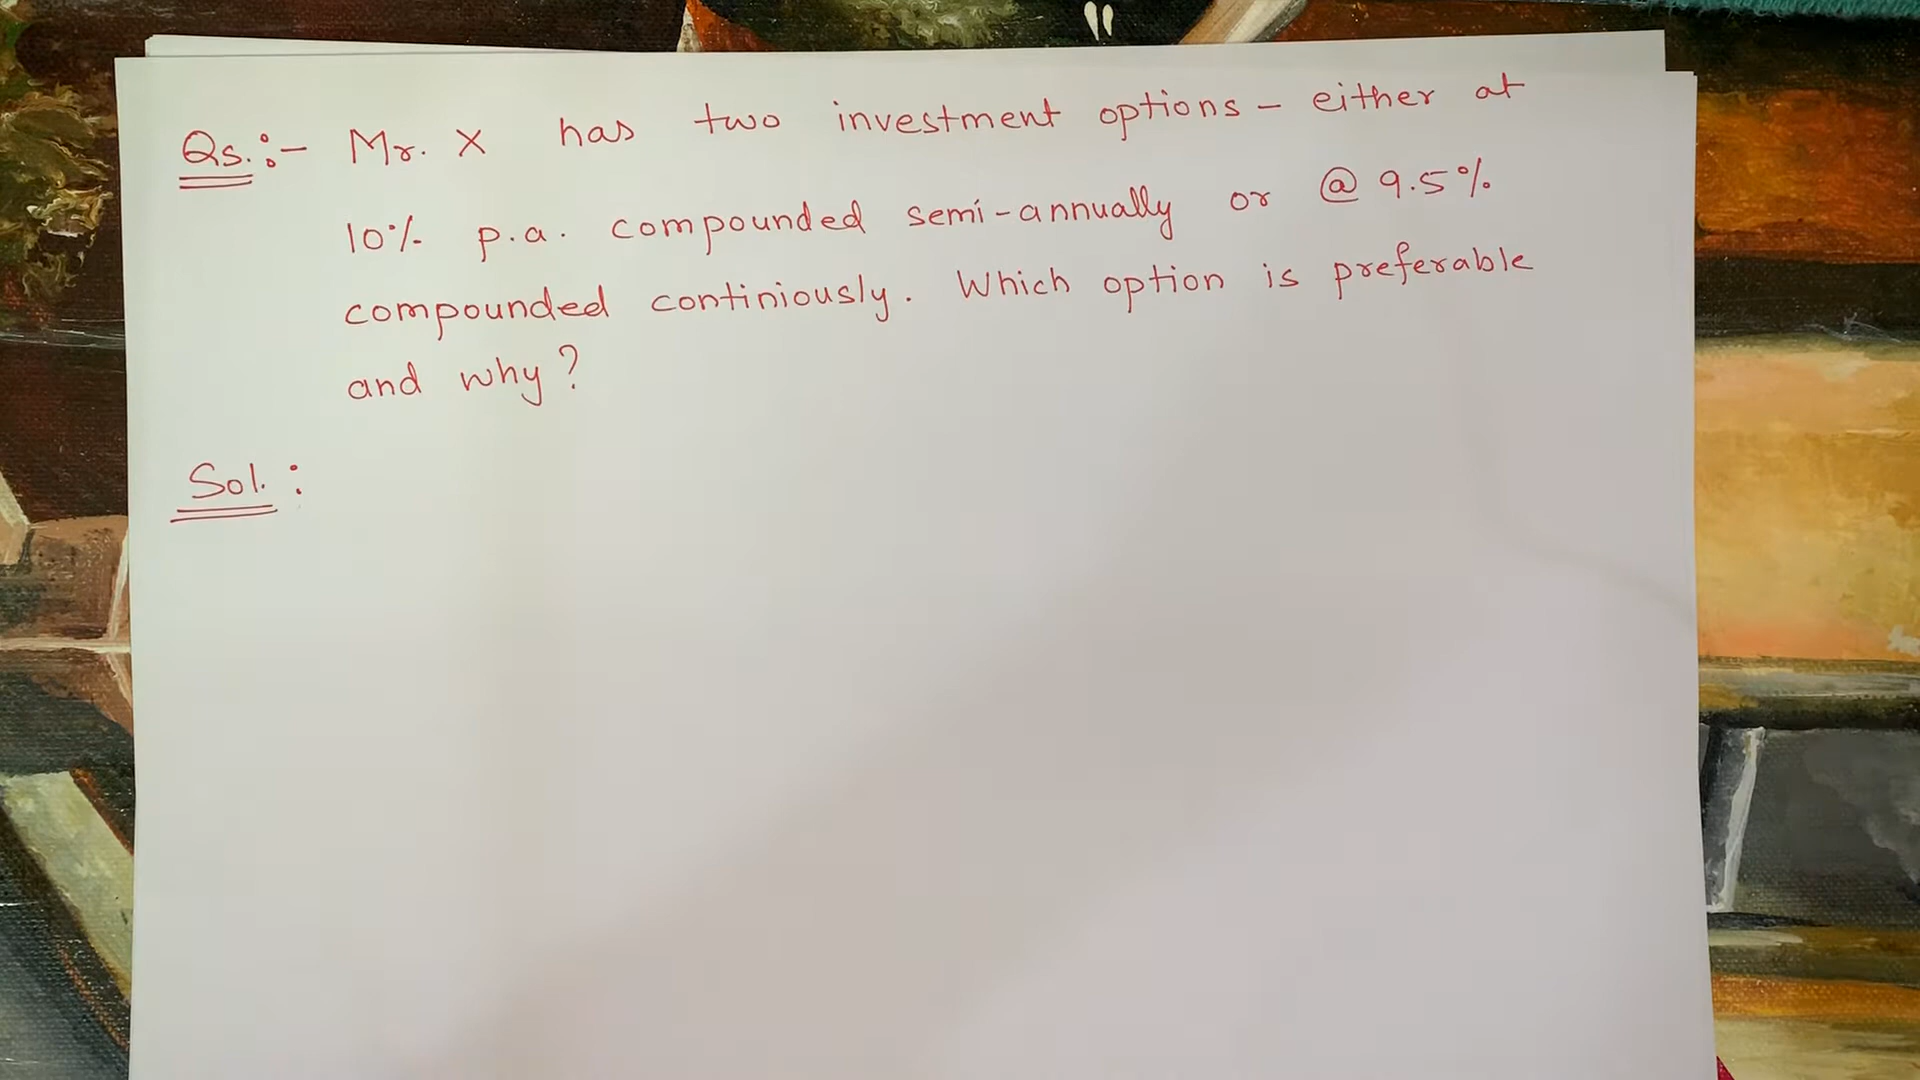 Qs.:- Mr. X has two investment options - either at
10% p.a. compounded semi-annually or @ 9.5%
compounded continiously. Which option is preferable
and why?
Sol. :